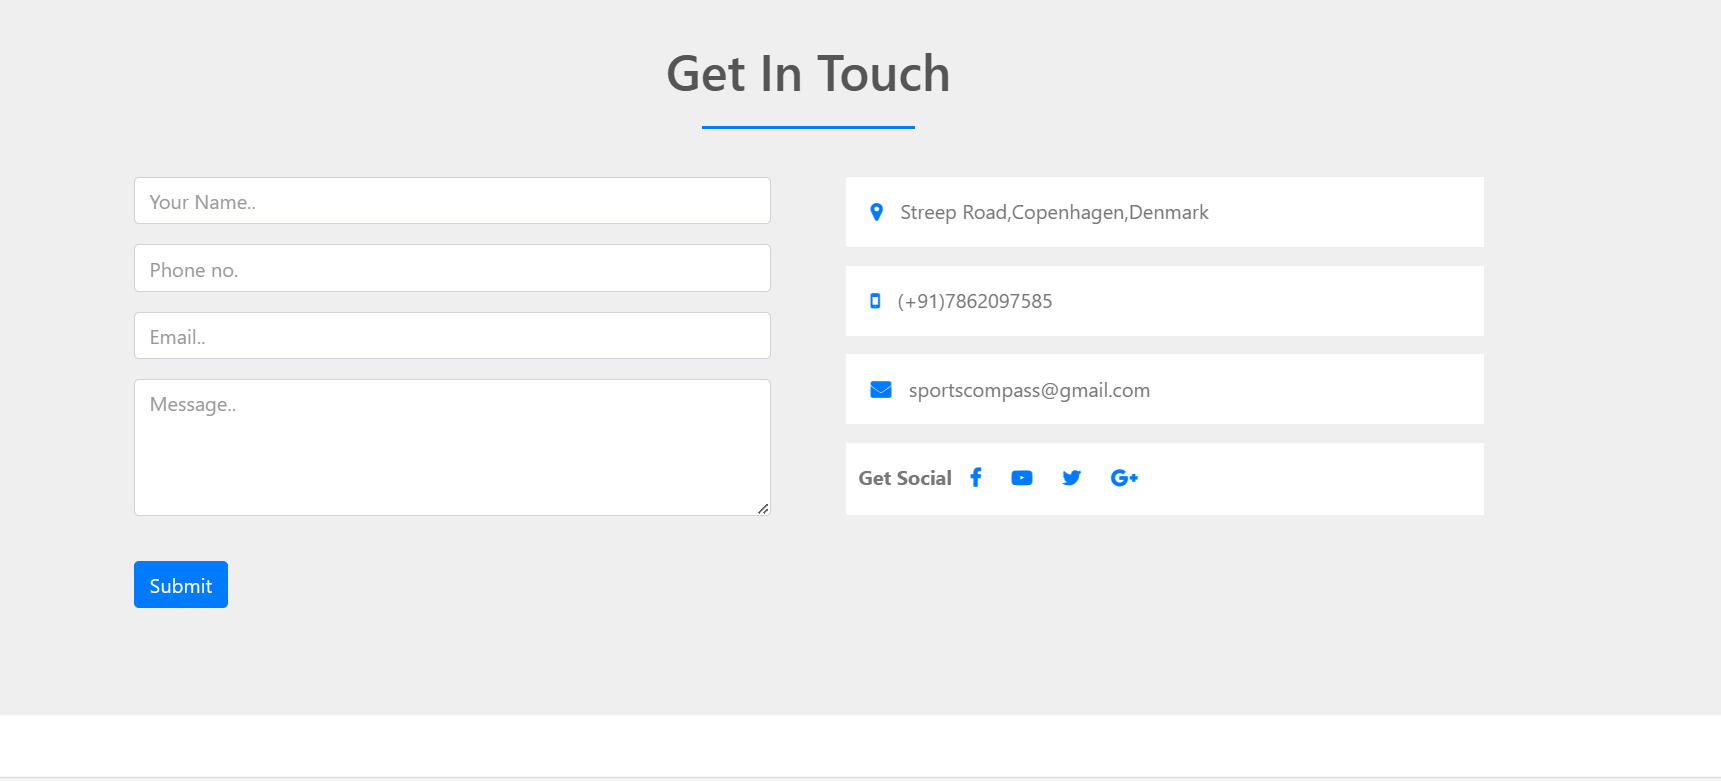 Get In Touch
Your Name..
Phone no.
Email..
Message..
Submit
Streep Road,Copenhagen,Denmark
(+91)7862097585
sportscompass@gmail.com
Get Social